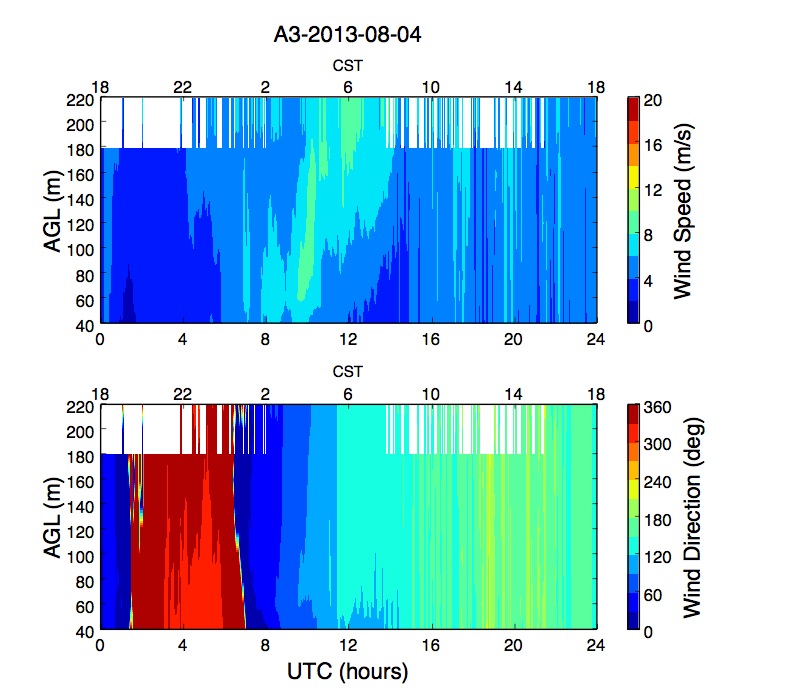 A3-2013-08-04
CST
18 22 2 6 10 14 18
220
200
180
160
140
120
100
80
60
40
AGL (m)
0 4 8 12 16 20 24
20
16
12
8
4
0
Wind Speed (m/s)
CST
18 22 2 6 10 14 18
220
200
180
160
140
120
100
80
60
40
AGL (m)
0 4 8 12 16 20 24
UTC (hours)
360
300
240
180
120
60
0
Wind Direction (deg)